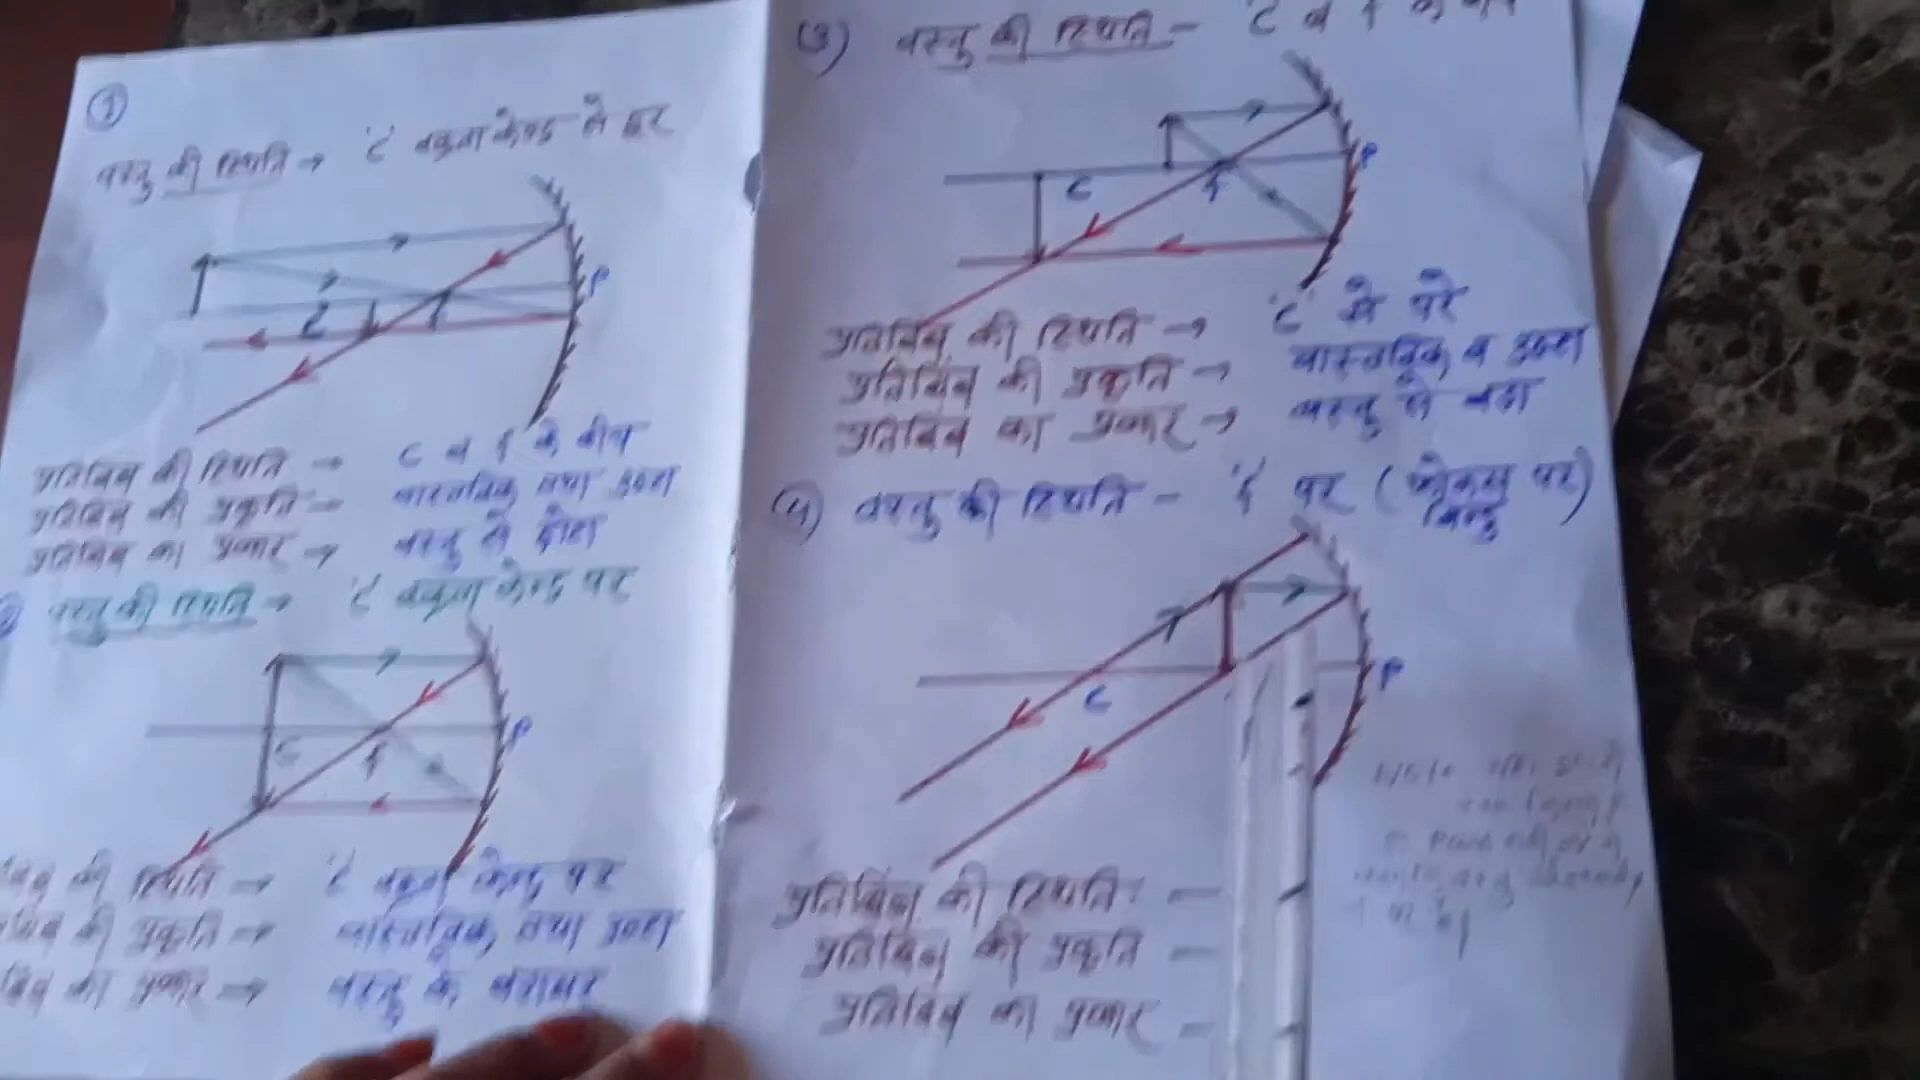 ①
वस्तु की स्थिति → 'C' वक्रता केन्द्र से दूर
P
C
f
प्रतिबिंब की स्थिति → C व f के बीच
प्रतिबिंब की प्रकृति → वास्तविक तथा उल्टा
प्रतिबिंब का प्रकार → वस्तु से छोटा
वस्तु की स्थिति → 'C' वक्रता केन्द्र पर
P
C
f
की स्थिति → 'C' वक्रता केन्द्र पर
की प्रकृति → वास्तविक तथा उल्टा
का प्रकार → वस्तु के बराबर
(3) वस्तु की स्थिति - C व f
P
C
f
प्रतिबिंब की स्थिति → 'C' से परे
प्रतिबिंब की प्रकृति → वास्तविक व उल्टा
प्रतिबिंब का प्रकार → वस्तु से बड़ा
(4) वस्तु की स्थिति - 'f' पर (फोकस पर)
बिन्दु
P
C
प्रतिबिंब की स्थिति -
प्रतिबिंब की प्रकृति -
प्रतिबिंब का प्रकार -